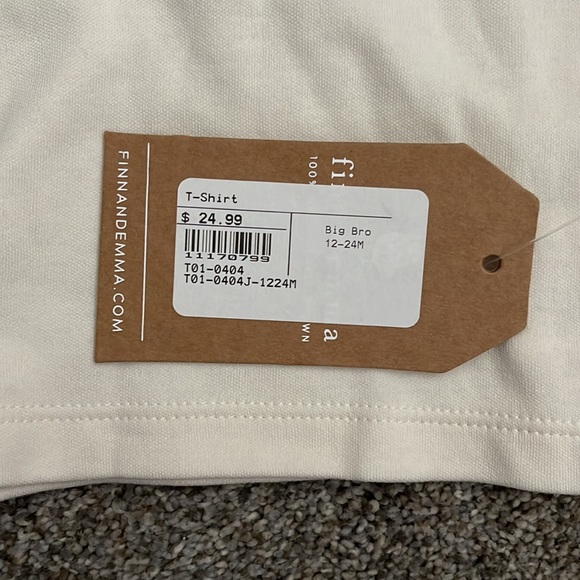 T-Shirt
$ 24.99
Big Bro
12-24M
11170799
T01-0404
T01-0404J-1224M
FINNANDEMMA.COM